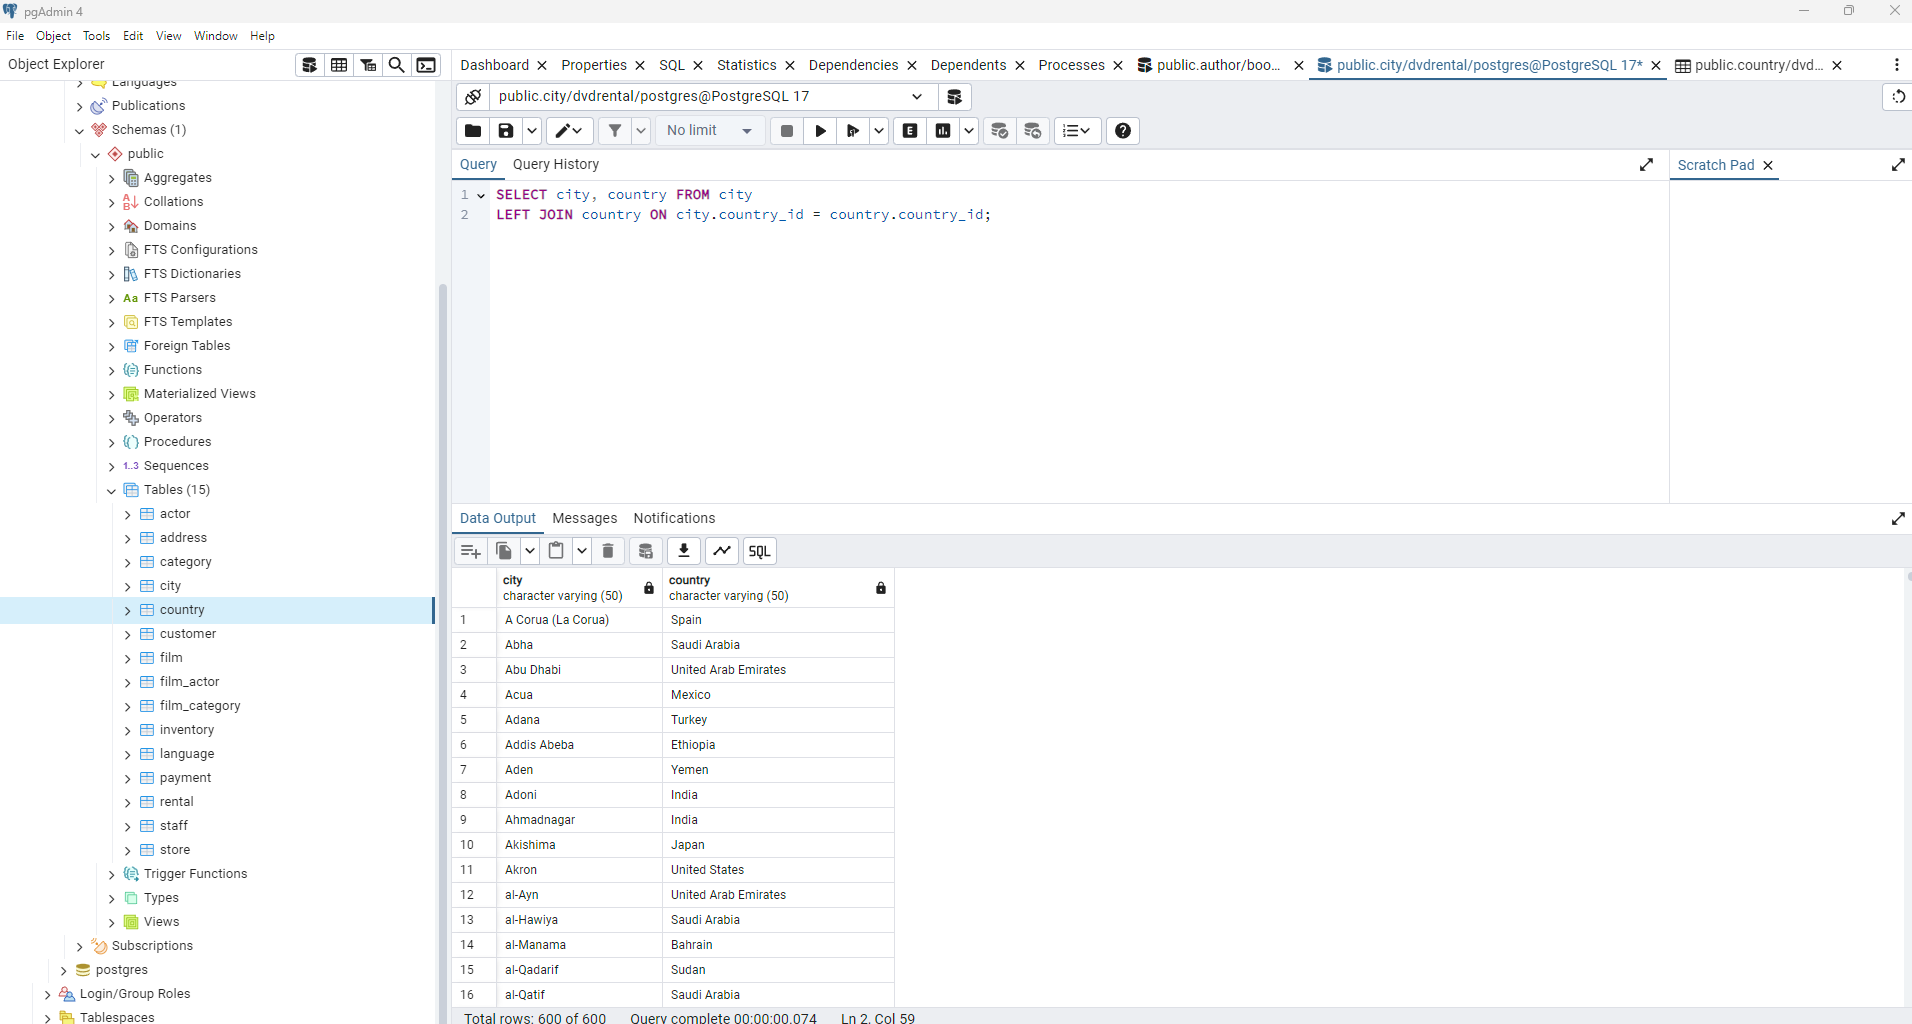 pgAdmin 4
File Object Tools Edit View Window Help
Object Explorer
Dashboard Properties SQL Statistics Dependencies Dependents Processes public.author/boo... public.city/dvdrental/postgres@PostgreSQL 17* public.country/dvd...
public.city/dvdrental/postgres@PostgreSQL 17
No limit
E
Query Query History
Scratch Pad
1 SELECT city, country FROM city
2 LEFT JOIN country ON city.country_id = country.country_id;
Languages
Publications
Schemas (1)
public
Aggregates
Collations
Domains
FTS Configurations
FTS Dictionaries
Aa FTS Parsers
FTS Templates
Foreign Tables
Functions
Materialized Views
Operators
Procedures
1..3 Sequences
Tables (15)
actor
address
category
city
country
customer
film
film_actor
film_category
inventory
language
payment
rental
staff
store
Trigger Functions
Types
Views
Subscriptions
postgres
Login/Group Roles
Tablespaces
Data Output Messages Notifications
SQL
city country
character varying (50) character varying (50)
1 A Corua (La Corua) Spain
2 Abha Saudi Arabia
3 Abu Dhabi United Arab Emirates
4 Acua Mexico
5 Adana Turkey
6 Addis Abeba Ethiopia
7 Aden Yemen
8 Adoni India
9 Ahmadnagar India
10 Akishima Japan
11 Akron United States
12 al-Ayn United Arab Emirates
13 al-Hawiya Saudi Arabia
14 al-Manama Bahrain
15 al-Qadarif Sudan
16 al-Qatif Saudi Arabia
Total rows: 600 of 600 Query complete 00:00:00.074 Ln 2, Col 59